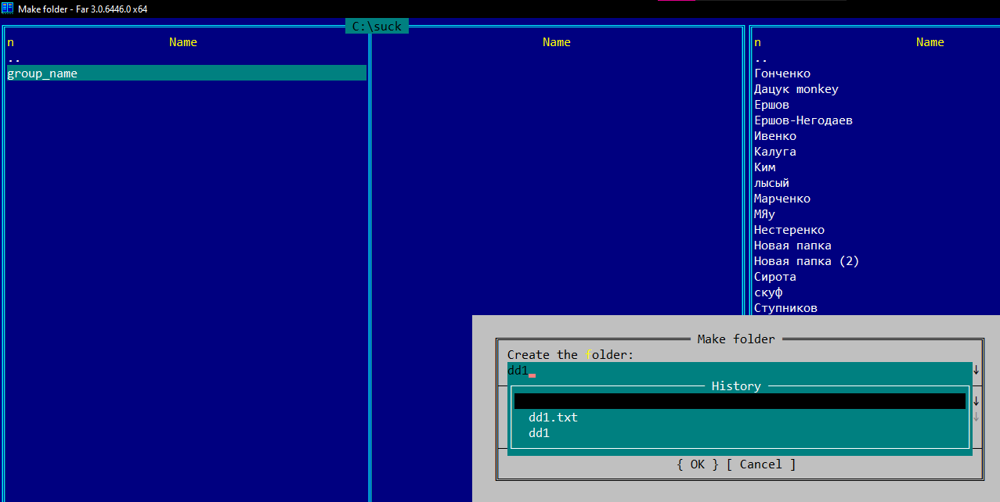 Make folder - Far 3.0.6446.0 x64
C:\suck
n Name Name
..
group_name
n Name
..
Гонченко
Дацук monkey
Ершов
Ершов-Негодаев
Ивенко
Калуга
Ким
лысый
Марченко
МЯу
Нестеренко
Новая папка
Новая папка (2)
Сирота
скуф
Ступников
Make folder
Create the folder:
dd1
History
dd1.txt
dd1
{ OK } [ Cancel ]